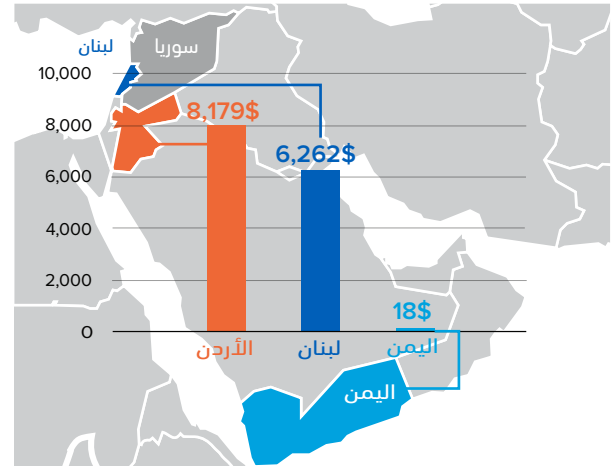 لبنان
سوريا
10,000
8,000
6,000
4,000
2,000
0
8,179$
6,262$
18$
الأردن
لبنان
اليمن
اليمن